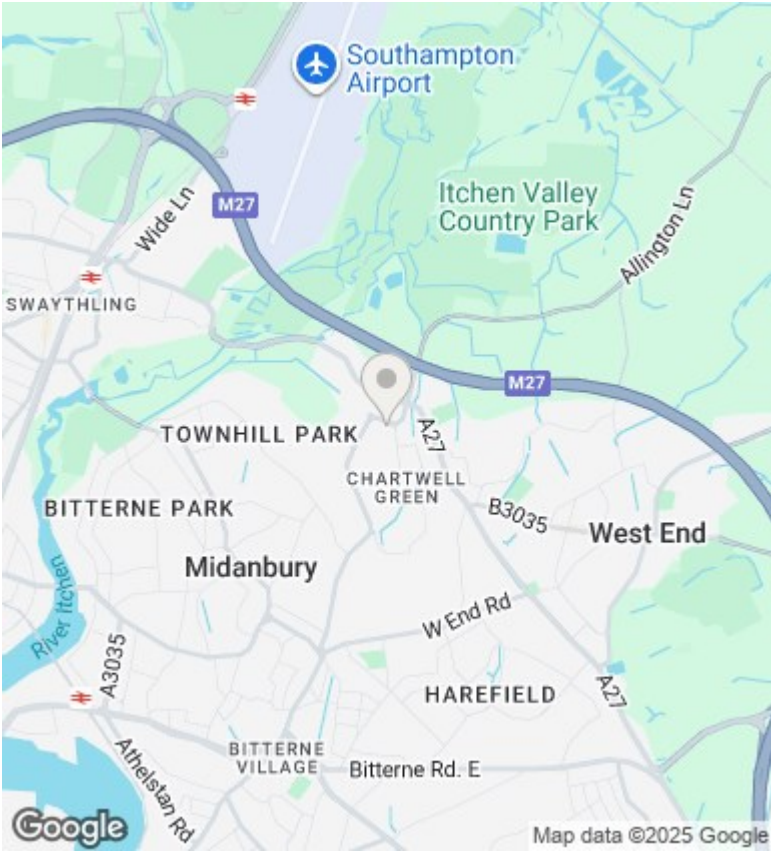 Southampton
Airport
M27
Itchen Valley
Country Park
Wide Ln
Allington Ln
SWAYTHLING
M27
TOWNHILL PARK
A27
CHARTWELL
GREEN
BITTERNE PARK
B3035
West End
Midanbury
River Itchen
W End Rd
A3035
HAREFIELD
A27
BITTERNE
VILLAGE
Bitterne Rd. E
Athelstan Rd
Google
Map data ©2025 Google